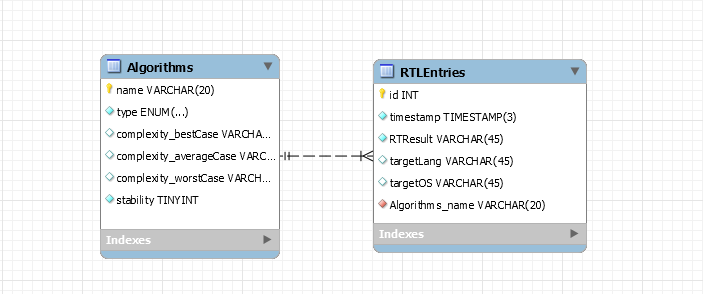 Algorithms
name VARCHAR(20)
type ENUM(...)
complexity_bestCase VARCHA...
complexity_averageCase VARC...
complexity_worstCase VARCH...
stability TINYINT
Indexes
RTLEntries
id INT
timestamp TIMESTAMP(3)
RTResult VARCHAR(45)
targetLang VARCHAR(45)
targetOS VARCHAR(45)
Algorithms_name VARCHAR(20)
Indexes